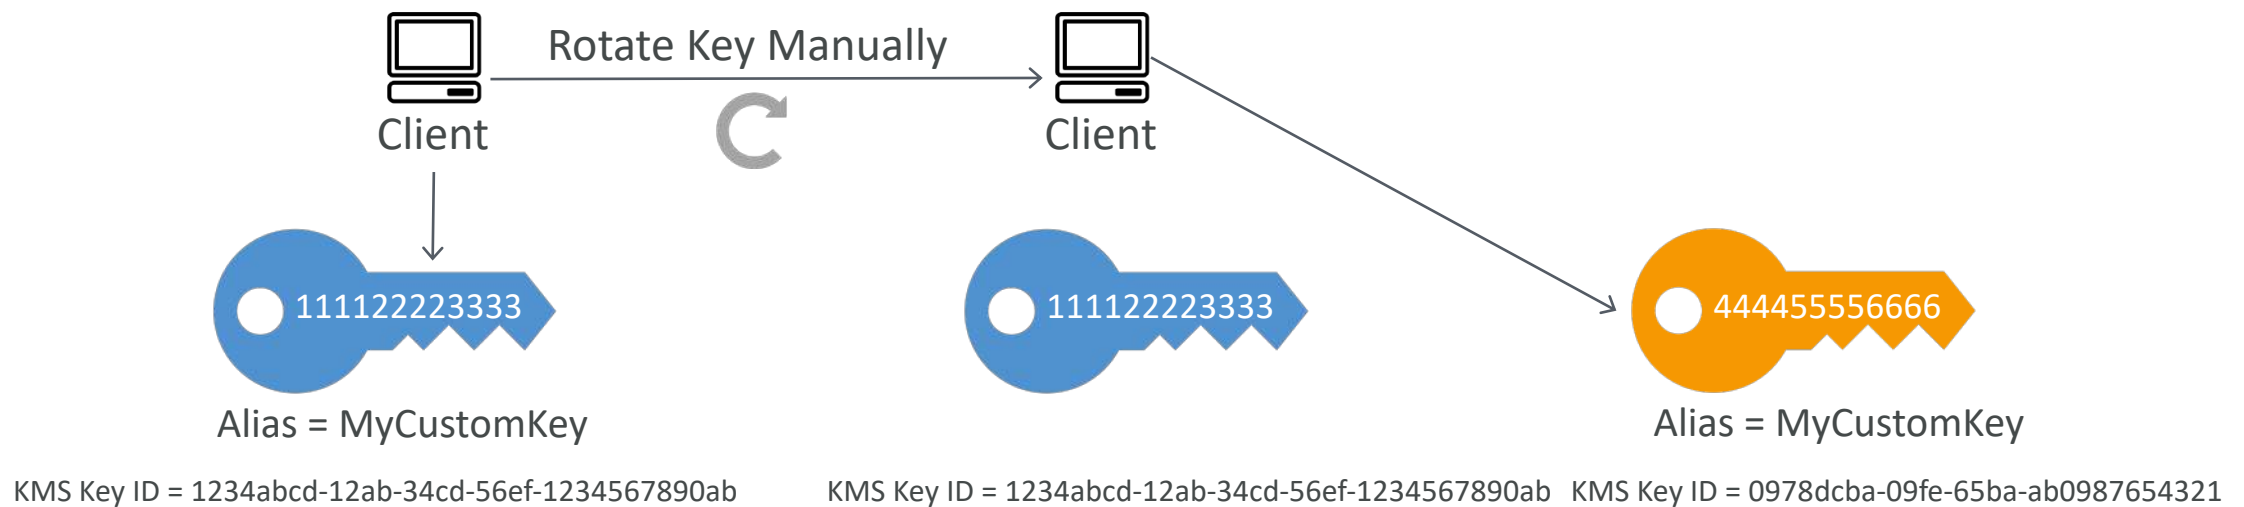 Rotate Key Manually
Client
Client
111122223333
111122223333
444455556666
Alias = MyCustomKey
Alias = MyCustomKey
KMS Key ID = 1234abcd-12ab-34cd-56ef-1234567890ab
KMS Key ID = 1234abcd-12ab-34cd-56ef-1234567890ab
KMS Key ID = 0978dcba-09fe-65ba-ab0987654321